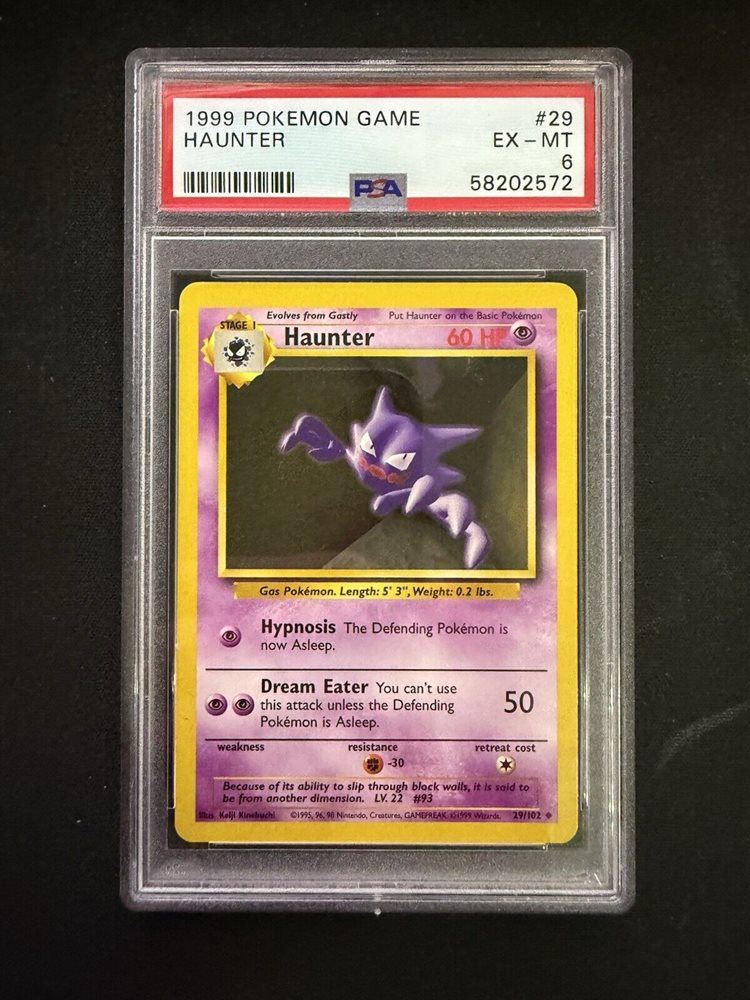 1999 POKEMON GAME #29
HAUNTER EX - MT
6
PSA 58202572
Evolves from Gastly Put Haunter on the Basic Pokémon
STAGE 1
Haunter 60 HP
Gas Pokémon. Length: 5' 3", Weight: 0.2 lbs.
Hypnosis The Defending Pokémon is
now Asleep.
Dream Eater You can't use
this attack unless the Defending 50
Pokémon is Asleep.
weakness resistance retreat cost
-30
Because of its ability to slip through block walls, it is said to
be from another dimension. LV. 22 #93
Illus. Keiji Kinebuchi ©1995, 96, 98 Nintendo, Creatures, GAMEFREAK. ©1999 Wizards. 29/102